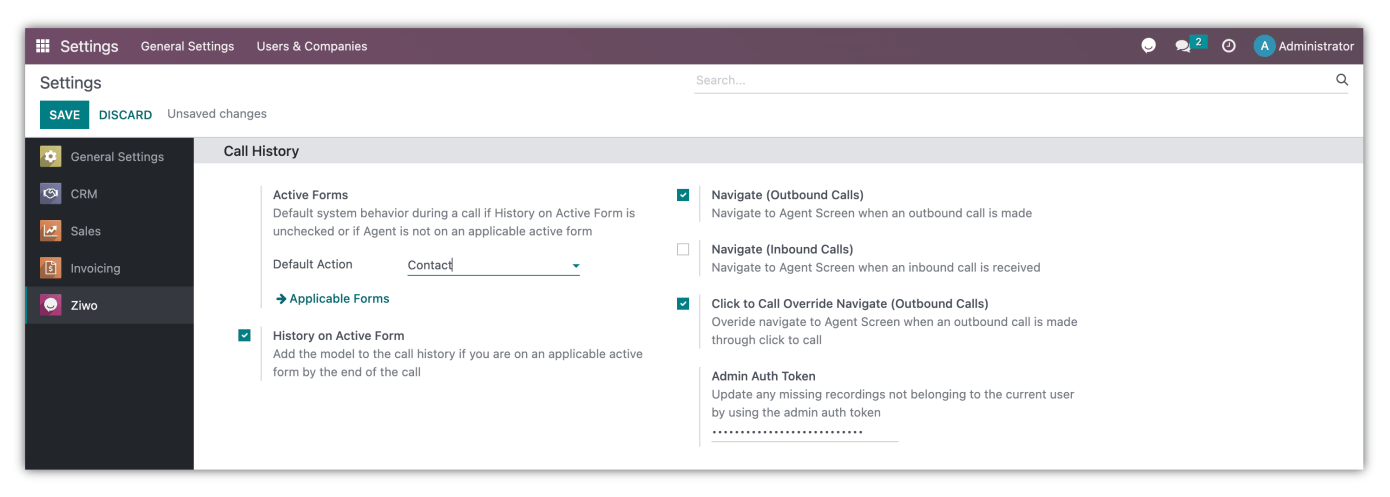 Settings General Settings Users & Companies 2 A Administrator
Settings Search...
SAVE DISCARD Unsaved changes
General Settings
CRM
Sales
Invoicing
Ziwo
Call History
Active Forms
Default system behavior during a call if History on Active Form is
unchecked or if Agent is not on an applicable active form
Default Action Contact
Applicable Forms
History on Active Form
Add the model to the call history if you are on an applicable active
form by the end of the call
Navigate (Outbound Calls)
Navigate to Agent Screen when an outbound call is made
Navigate (Inbound Calls)
Navigate to Agent Screen when an inbound call is received
Click to Call Override Navigate (Outbound Calls)
Overide navigate to Agent Screen when an outbound call is made
through click to call
Admin Auth Token
Update any missing recordings not belonging to the current user
by using the admin auth token